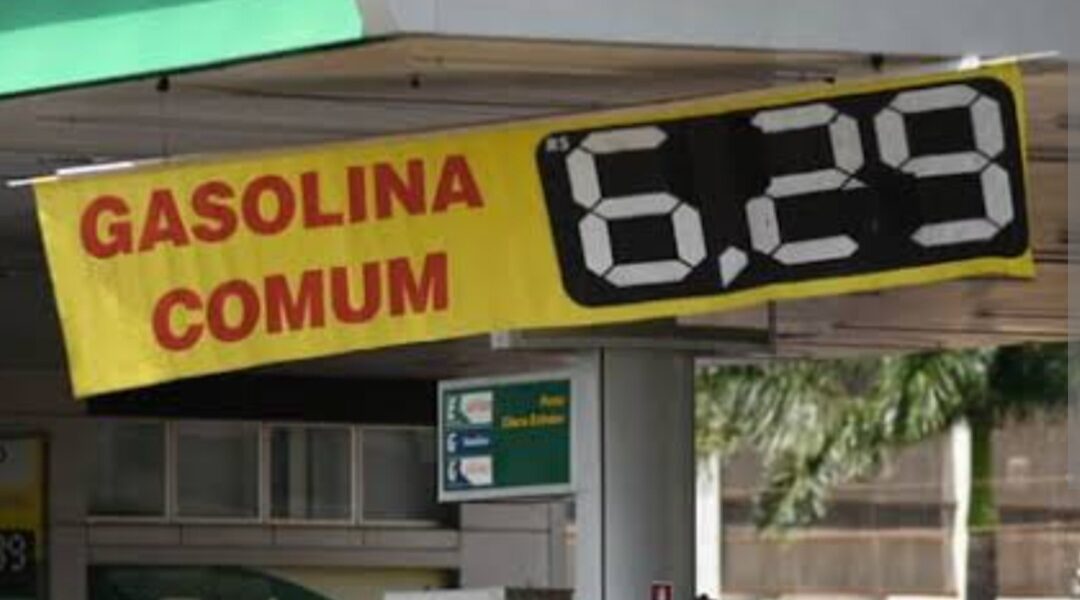 GASOLINA
COMUM
R$ 6,29